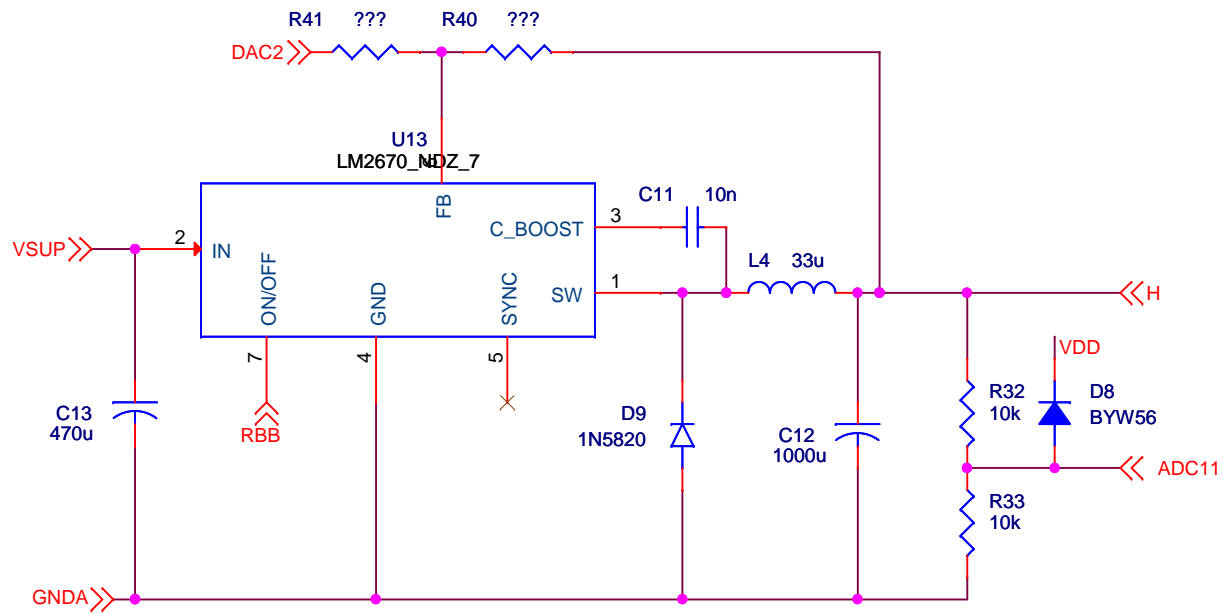 R41 ??? R40 ???
DAC2
U13
LM2670_NDZ_7
6
FB
C11 10n
3
C_BOOST
VSUP
2
IN
L4 33u
1
SW
H
ON/OFF
GND
SYNC
7
4
5
VDD
R32
10k
D8
BYW56
C13
470u
RBB
D9
1N5820
C12
1000u
ADC11
R33
10k
GNDA